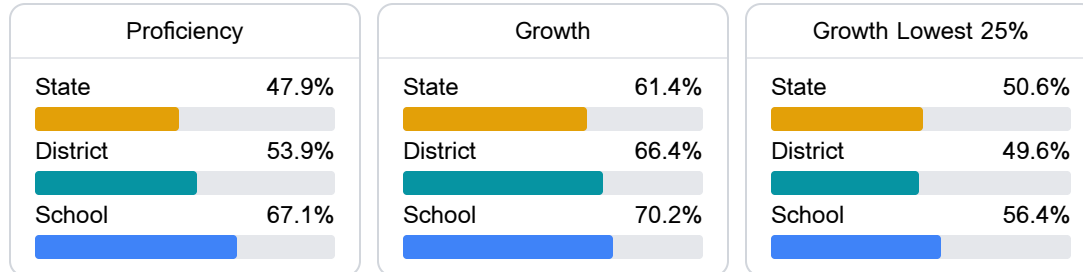 Proficiency
State 47.9%
District 53.9%
School 67.1%
Growth
State 61.4%
District 66.4%
School 70.2%
Growth Lowest 25%
State 50.6%
District 49.6%
School 56.4%